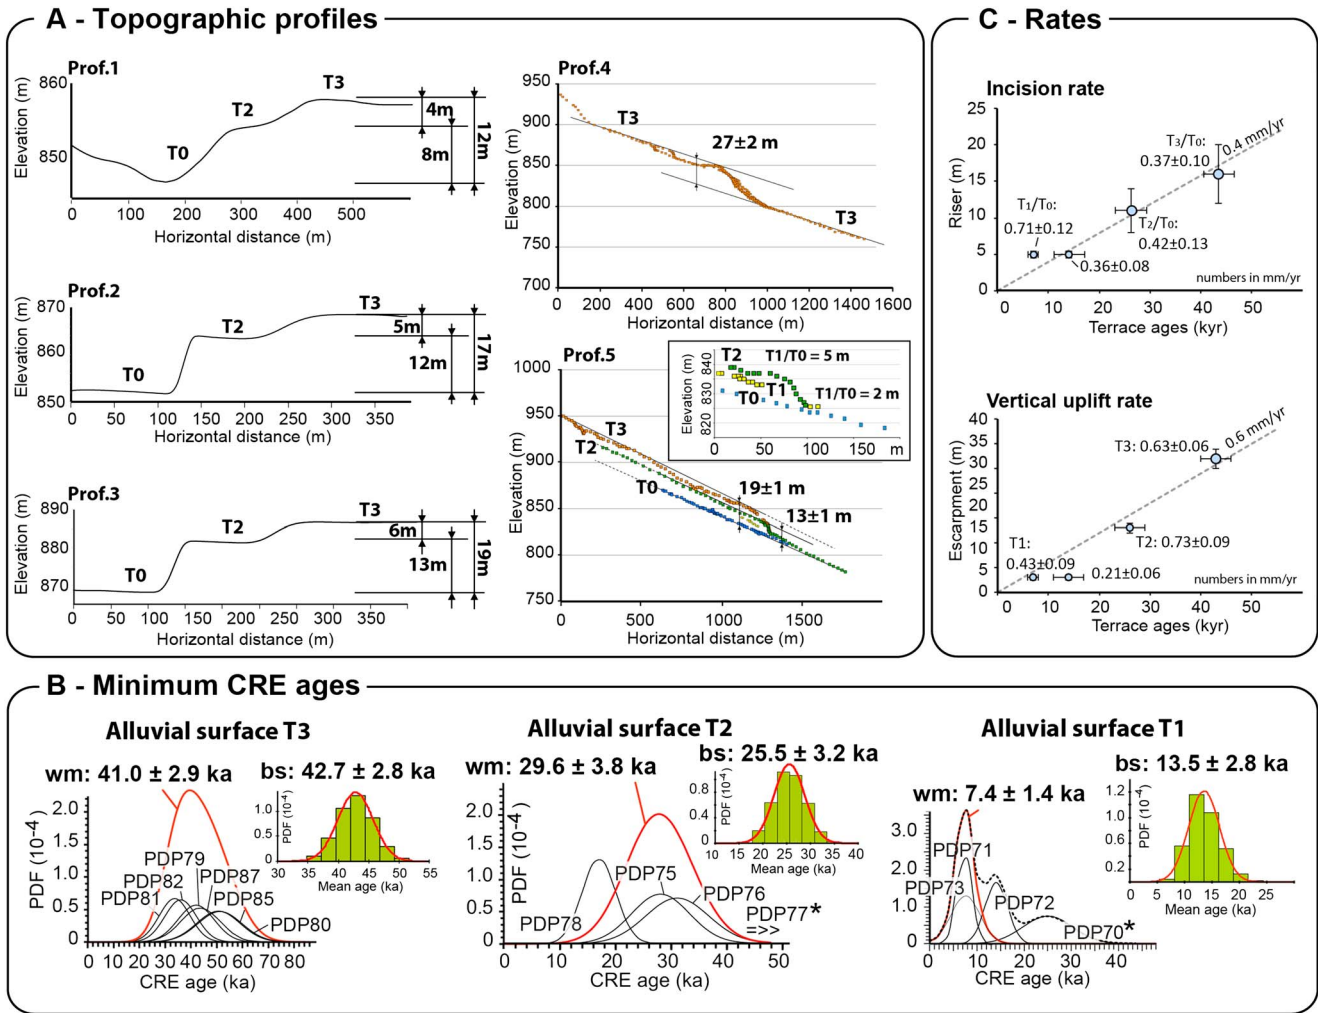 A - Topographic profiles
Prof.1
Elevation (m)
860
850
T0
T2
T3
4m
8m
12m
0 100 200 300 400 500
Horizontal distance (m)
Prof.2
Elevation (m)
870
860
850
T0
T2
T3
5m
12m
17m
0 50 100 150 200 250 300 350
Horizontal distance (m)
Prof.3
Elevation (m)
890
880
870
T0
T2
T3
6m
13m
19m
0 50 100 150 200 250 300 350
Horizontal distance (m)
Prof.4
Elevation (m)
950
900
850
800
750
700
T3
27±2 m
T3
0 200 400 600 800 1000 1200 1400 1600
Horizontal distance (m)
Prof.5
Elevation (m)
1000
950
900
850
800
750
T3
T2
T0
19±1 m
13±1 m
0 500 1000 1500
Horizontal distance (m)
Elevation (m)
840
830
820
T2
T1/T0 = 5 m
T1
T0
T1/T0 = 2 m
0 50 100 150 m
C - Rates
Incision rate
Riser (m)
25
20
15
10
5
0
T3/T0:
0.37±0.10
0.4 mm/yr
T1/T0:
0.71±0.12
T2/T0:
0.42±0.13
0.36±0.08
numbers in mm/yr
0 10 20 30 40 50
Terrace ages (kyr)
Vertical uplift rate
Escarpment (m)
40
35
30
25
20
15
10
5
0
T3: 0.63±0.06
0.6 mm/yr
T1:
0.43±0.09
T2: 0.73±0.09
0.21±0.06
numbers in mm/yr
0 10 20 30 40 50
Terrace ages (kyr)
B - Minimum CRE ages
Alluvial surface T3
wm: 41.0 ± 2.9 ka
bs: 42.7 ± 2.8 ka
PDF (10-4)
2.0
1.5
1.0
0.5
0
PDP79
PDP82
PDP81
PDP87
PDP85
PDP80
0 10 20 30 40 50 60 70 80
CRE age (ka)
PDF (10-4)
1.0
0.5
0
30 35 40 45 50 55
Mean age (ka)
Alluvial surface T2
wm: 29.6 ± 3.8 ka
bs: 25.5 ± 3.2 ka
PDF (10-4)
2.0
1.5
1.0
0.5
0
PDP75
PDP76
PDP78
PDP77*
=>>
0 10 20 30 40 50
CRE age (ka)
PDF (10-4)
0.8
0.4
0
10 15 20 25 30 35 40
Mean age (ka)
Alluvial surface T1
wm: 7.4 ± 1.4 ka
bs: 13.5 ± 2.8 ka
3.0
2.0
1.0
0
PDP71
PDP73
PDP72
PDP70*
0 10 20 30 40
CRE age (ka)
PDF (10-4)
1.2
1.0
0.6
0.2
0 5 10 15 20 25
Mean age (ka)